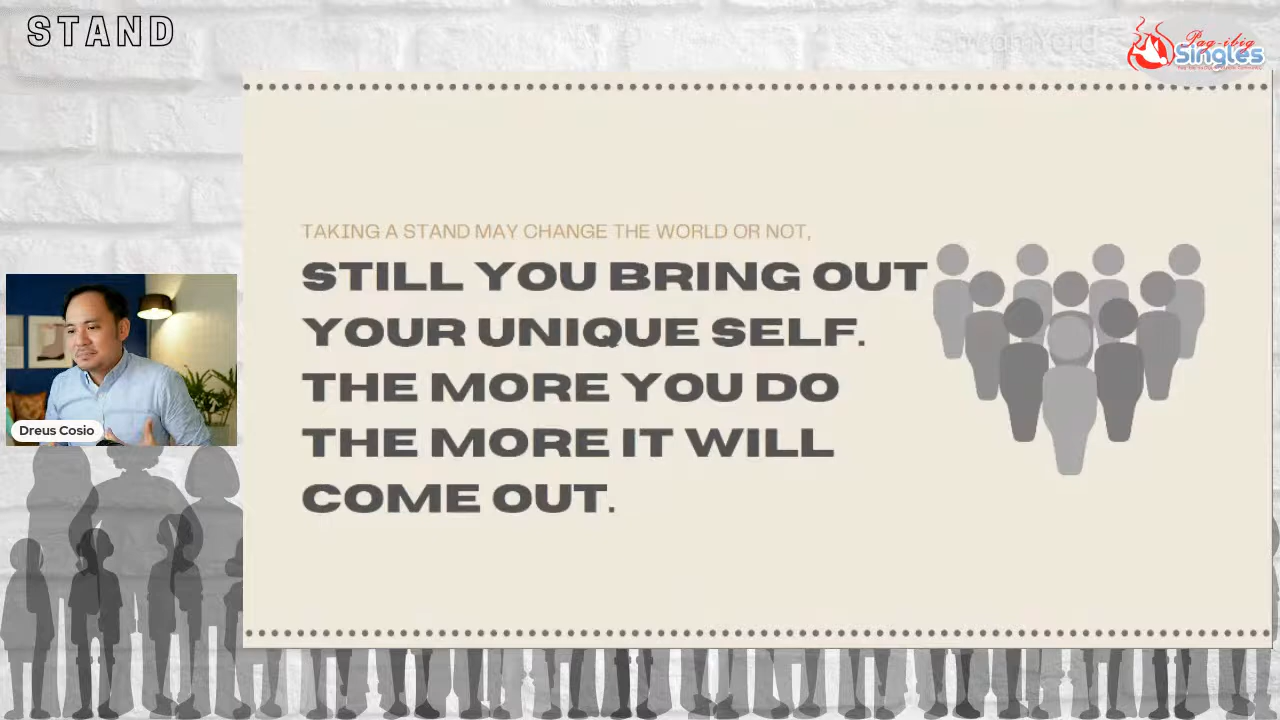 STAND
Pag-ibig
Singles
TAKING A STAND MAY CHANGE THE WORLD OR NOT,
STILL YOU BRING OUT
YOUR UNIQUE SELF.
THE MORE YOU DO
THE MORE IT WILL
COME OUT.
Dreus Cosio